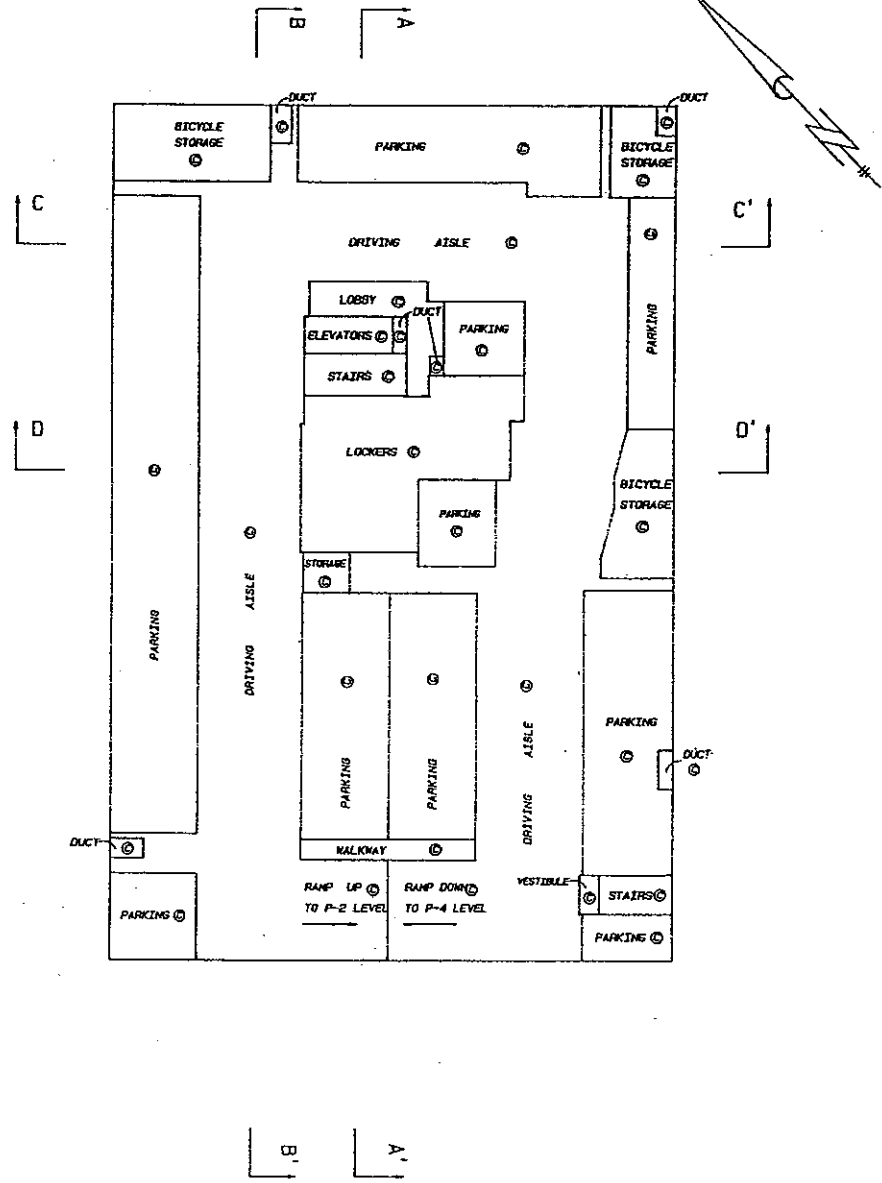 B A
DUCT
DUCT
BICYCLE
STORAGE
©
©
PARKING ©
©
BICYCLE
STORAGE
©
N
C
C'
DRIVING AISLE ©
©
PARKING
LOBBY ©
DUCT
ELEVATORS © ©
PARKING
©
STAIRS ©
©
D
D'
LOCKERS ©
©
PARKING
BICYCLE
STORAGE
©
PARKING
©
©
DRIVING AISLE
STORAGE
©
©
PARKING
©
PARKING
©
DRIVING AISLE
PARKING
©
DUCT
©
DUCT
©
WALKWAY ©
RAMP UP ©
TO P-2 LEVEL
RAMP DOWN ©
TO P-4 LEVEL
VESTIBULE
©
STAIRS ©
PARKING ©
PARKING ©
B' A'